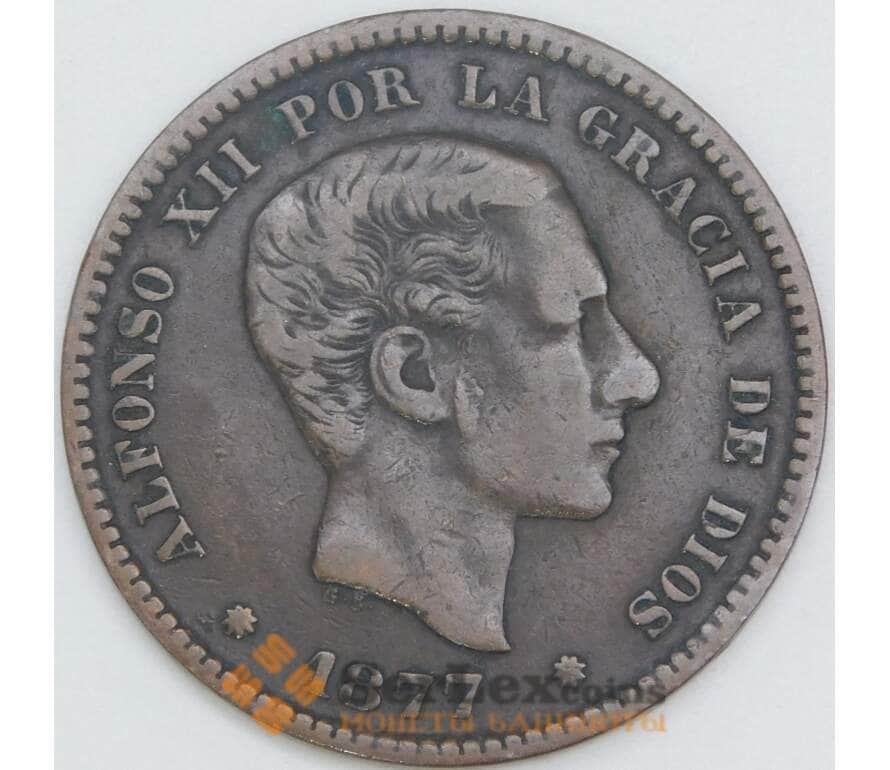 ALFONSO XII POR LA GRACIA DE DIOS
* 1877 *
coins
МОНЕТЫ БАНКНОТЫ